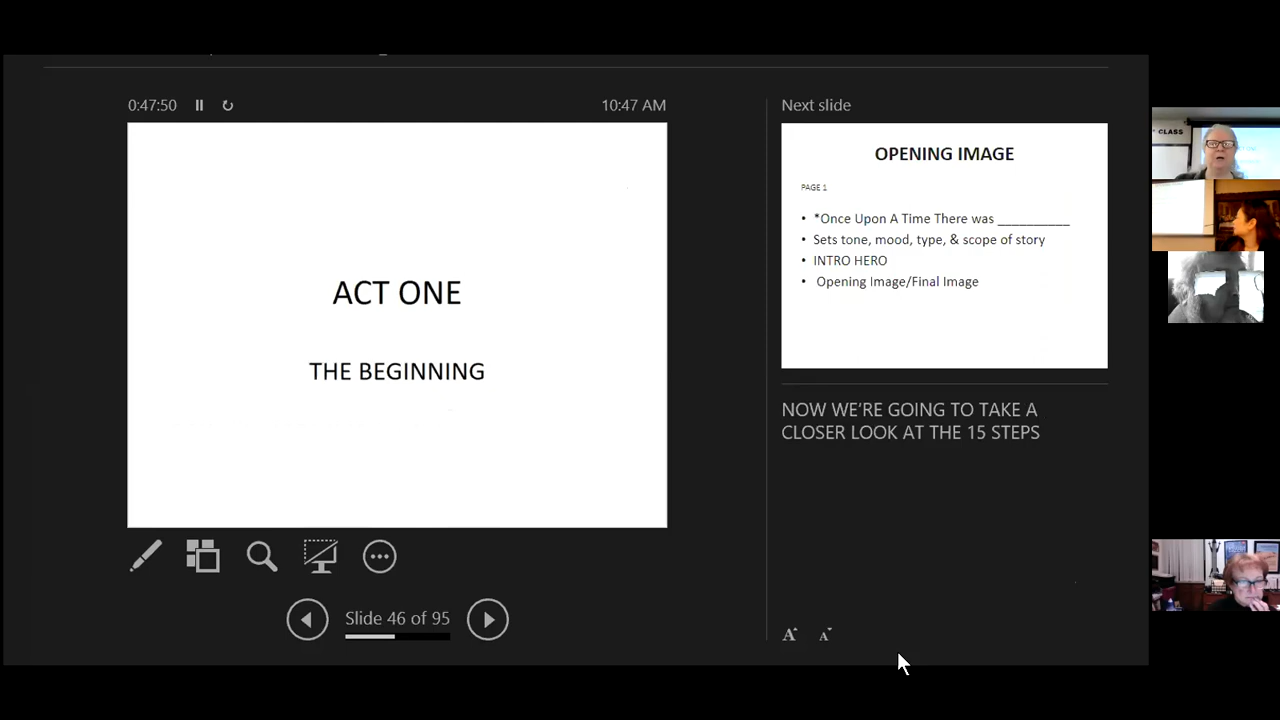 0:47:50
10:47 AM
ACT ONE
THE BEGINNING
Slide 46 of 95
Next slide
OPENING IMAGE
PAGE 1
• *Once Upon A Time There was __________
• Sets tone, mood, type, & scope of story
• INTRO HERO
• Opening Image/Final Image
NOW WE'RE GOING TO TAKE A
CLOSER LOOK AT THE 15 STEPS
A A
CLASS